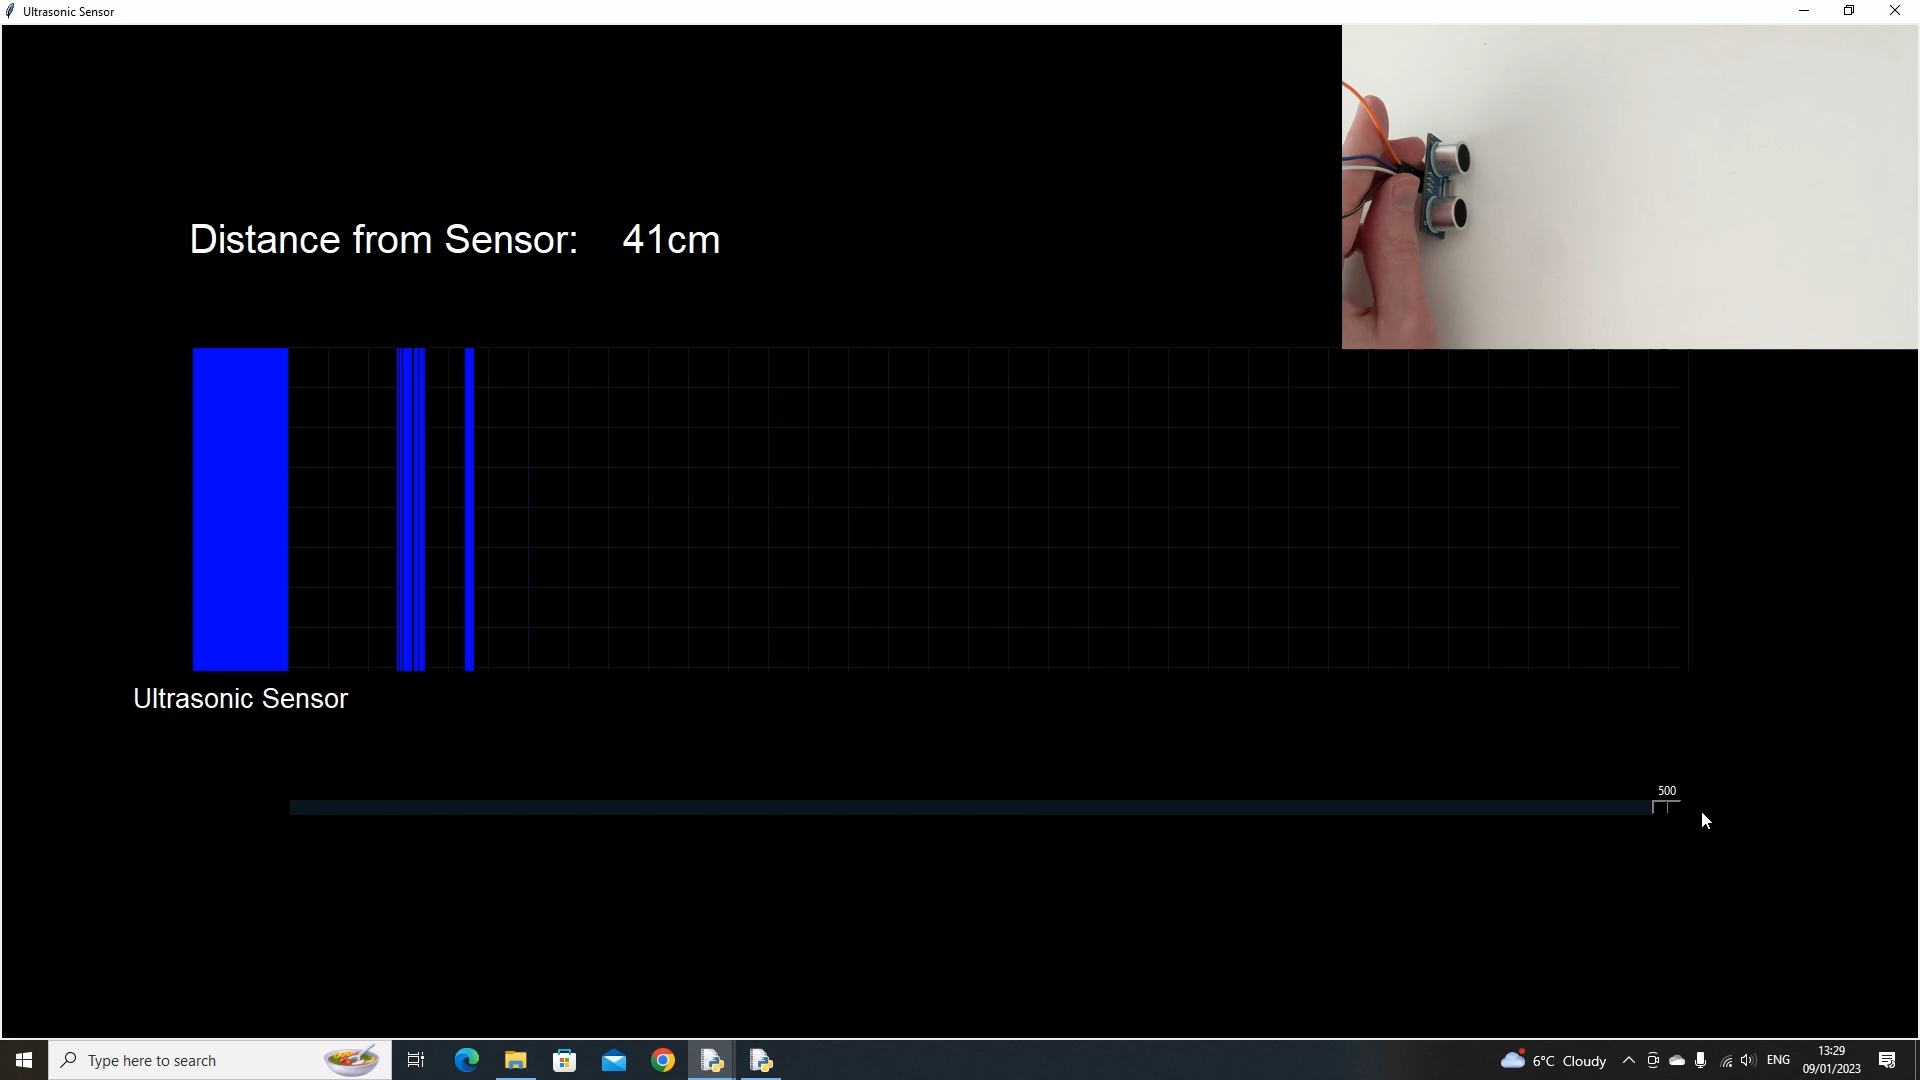 Ultrasonic Sensor
Distance from Sensor: 41cm
Ultrasonic Sensor
500
Type here to search
6°C Cloudy
ENG
13:29
09/01/2023